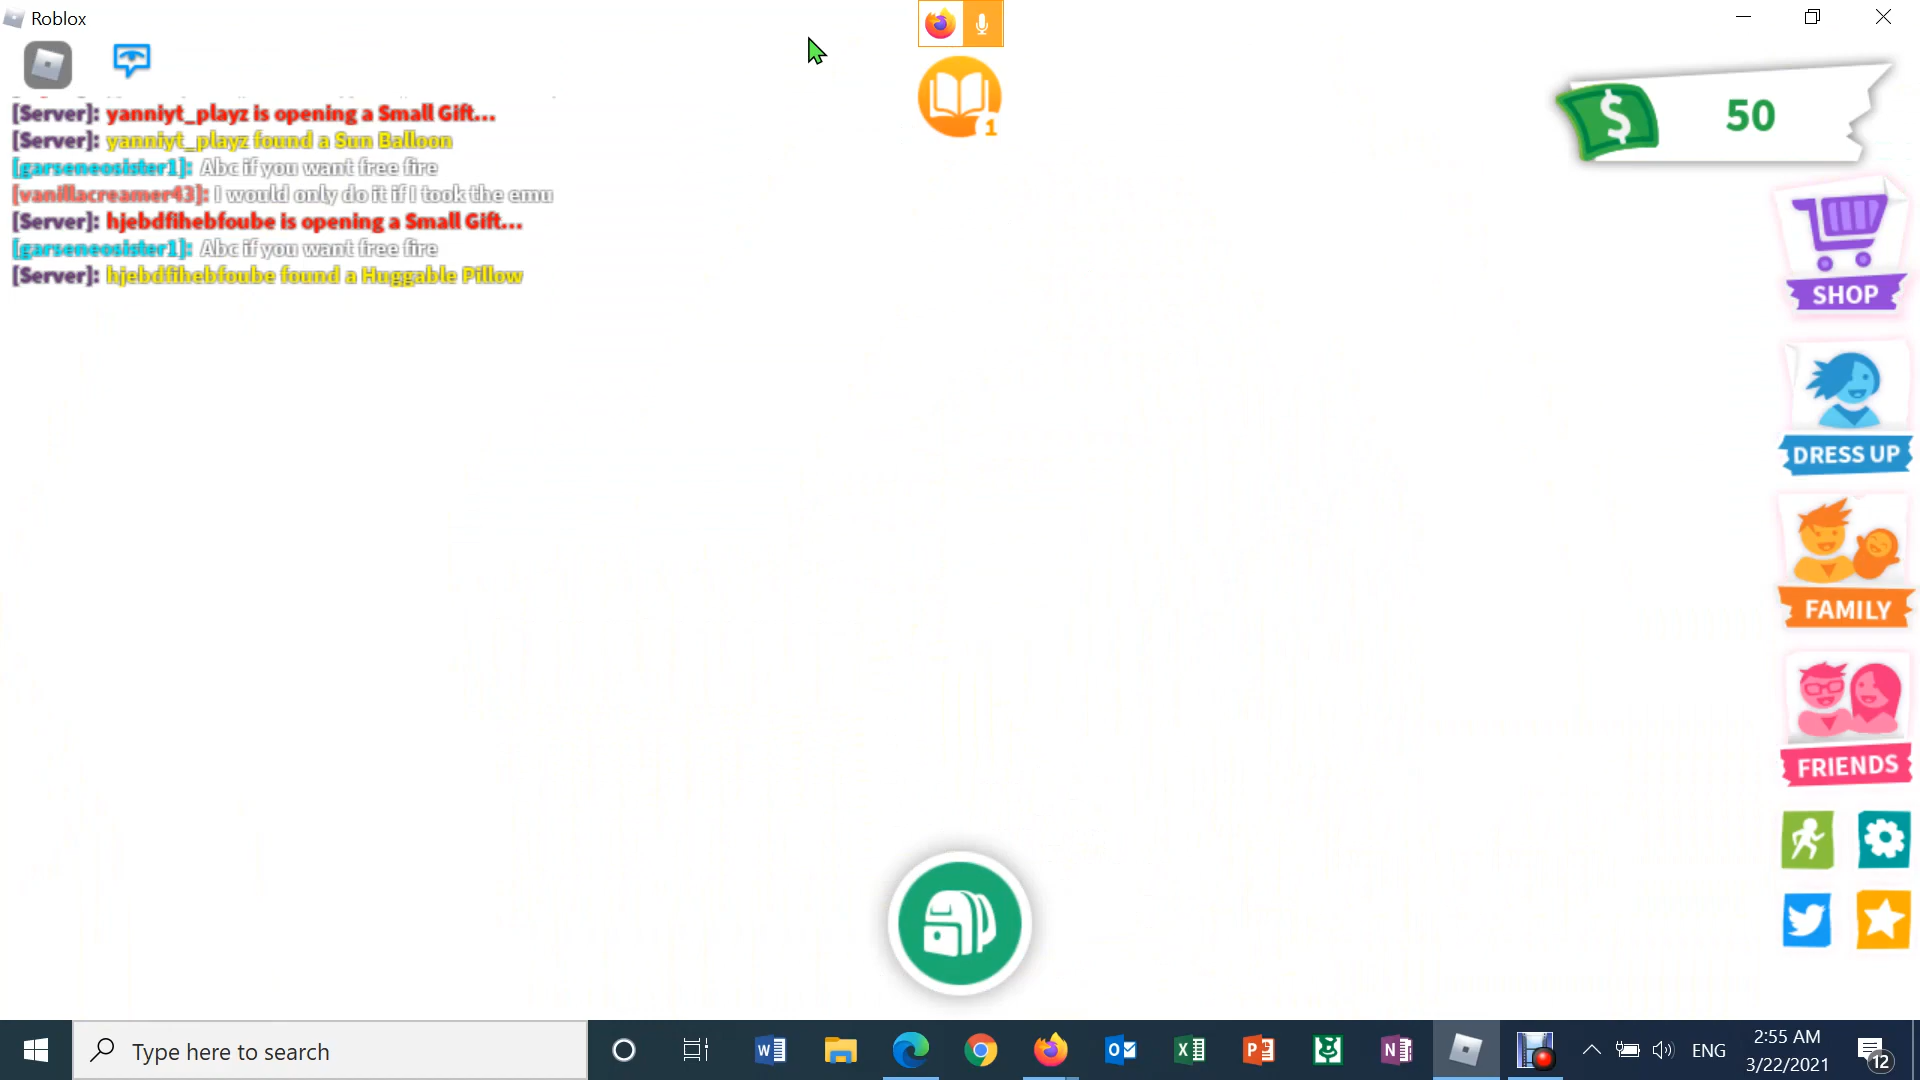 Roblox
[Server]: yanniyt_playz is opening a Small Gift...
[Server]: yanniyt_playz found a Sun Balloon
[garseneosister1]: Abc if you want free fire
[vanillacreamer43]: I would only do it if I took the emu
[Server]: hjebdfihebfoube is opening a Small Gift...
[garseneosister1]: Abc if you want free fire
[Server]: hjebdfihebfoube found a Huggable Pillow
1
$ 50
SHOP
DRESS UP
FAMILY
FRIENDS
Type here to search
ENG
2:55 AM
3/22/2021
12